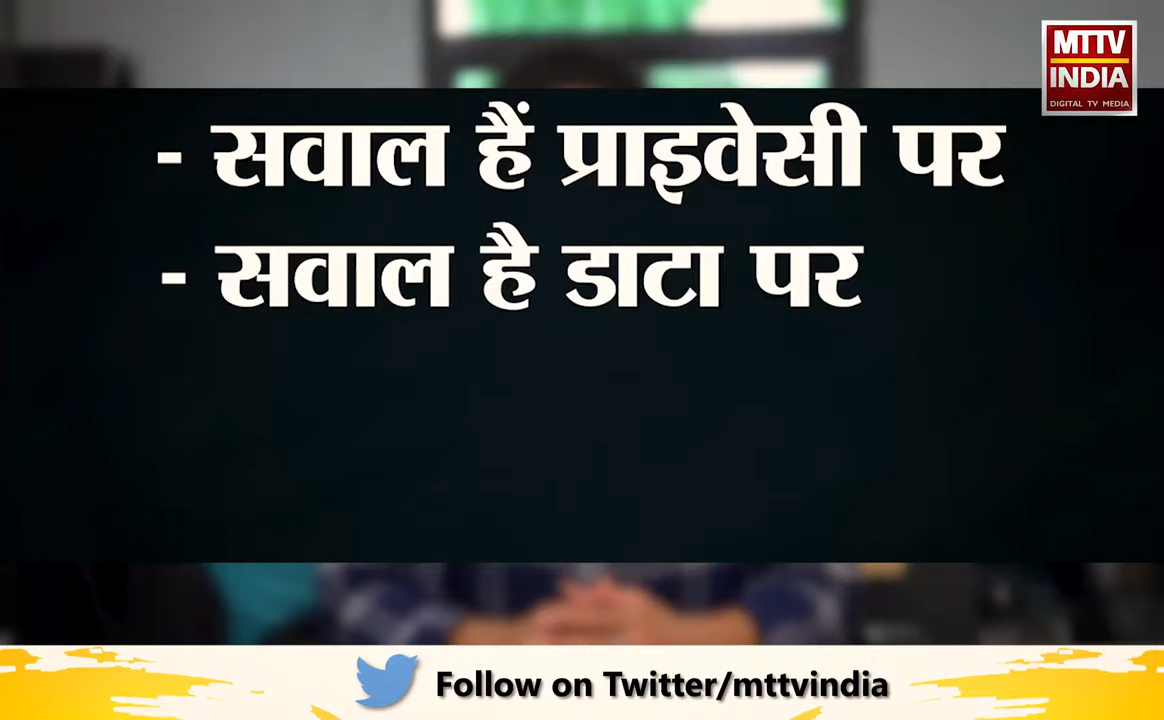 MTTV
INDIA
DIGITAL TV MEDIA
- सवाल हैं प्राइवेसी पर
- सवाल है डाटा पर
Follow on Twitter/mttvindia